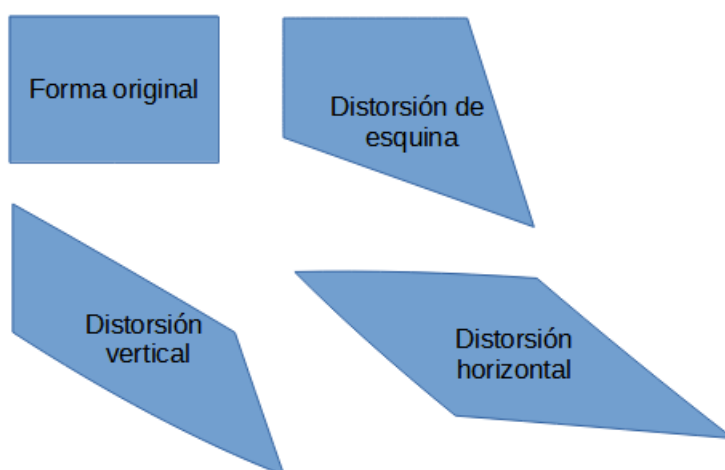 Forma original
Distorsión de
esquina
Distorsión
vertical
Distorsión
horizontal